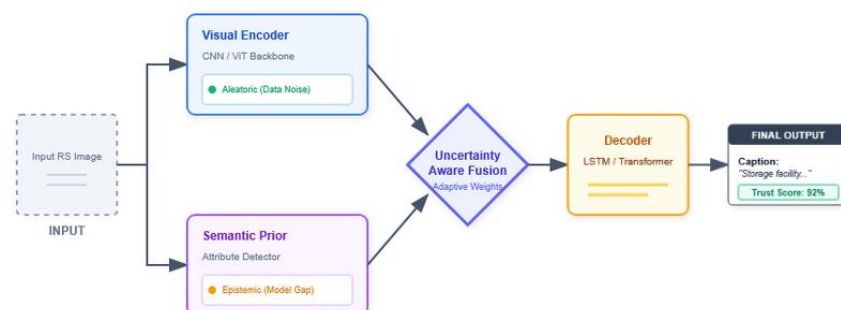 Input RS Image
INPUT
Visual Encoder
CNN / ViT Backbone
Aleatoric (Data Noise)
Semantic Prior
Attribute Detector
Epistemic (Model Gap)
Uncertainty
Aware Fusion
Adaptive Weights
Decoder
LSTM / Transformer
FINAL OUTPUT
Caption:
"Storage facility..."
Trust Score: 92%